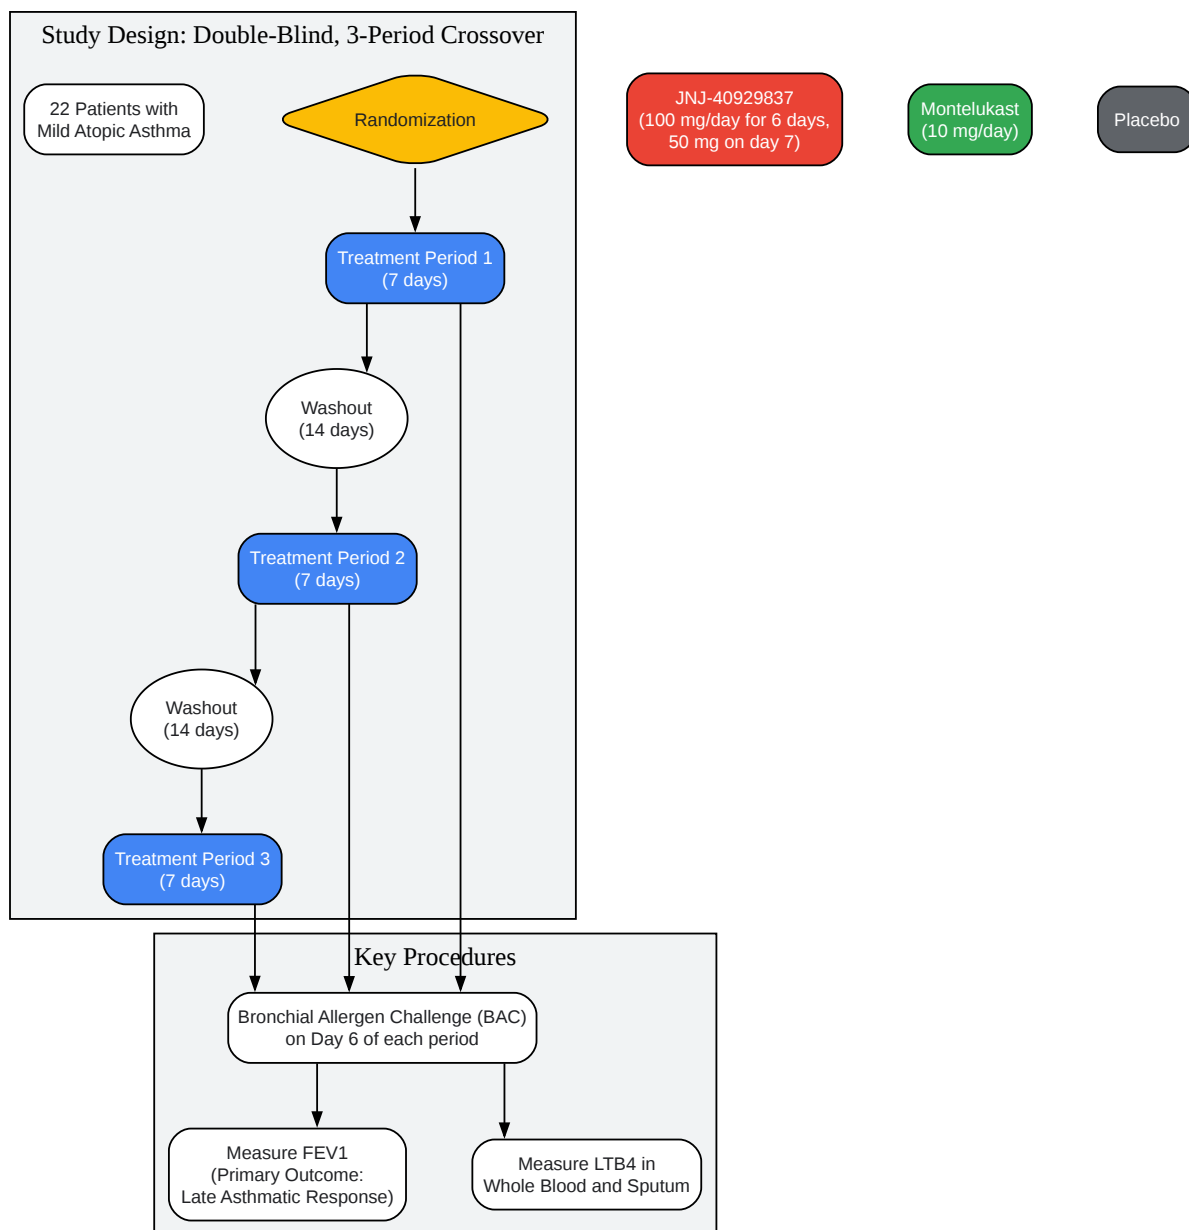 Study Design: Double-Blind, 3-Period Crossover
22 Patients with
Mild Atopic Asthma
Randomization
JNJ-40929837
(100 mg/day for 6 days,
50 mg on day 7)
Montelukast
(10 mg/day)
Placebo
Treatment Period 1
(7 days)
Washout
(14 days)
Treatment Period 2
(7 days)
Washout
(14 days)
Treatment Period 3
(7 days)
Key Procedures
Bronchial Allergen Challenge (BAC)
on Day 6 of each period
Measure FEV1
(Primary Outcome:
Late Asthmatic Response)
Measure LTB4 in
Whole Blood and Sputum